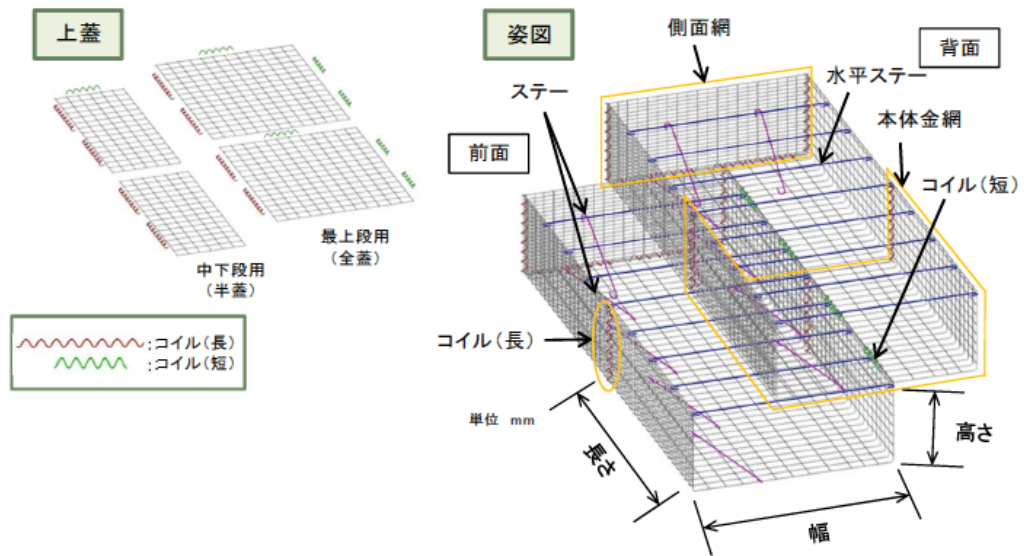 上蓋
中下段用
(半蓋)
最上段用
(全蓋)
:コイル(長)
:コイル(短)
姿図
側面網
背面
ステー
水平ステー
前面
本体金網
コイル(短)
コイル(長)
単位 mm
長さ
幅
高さ